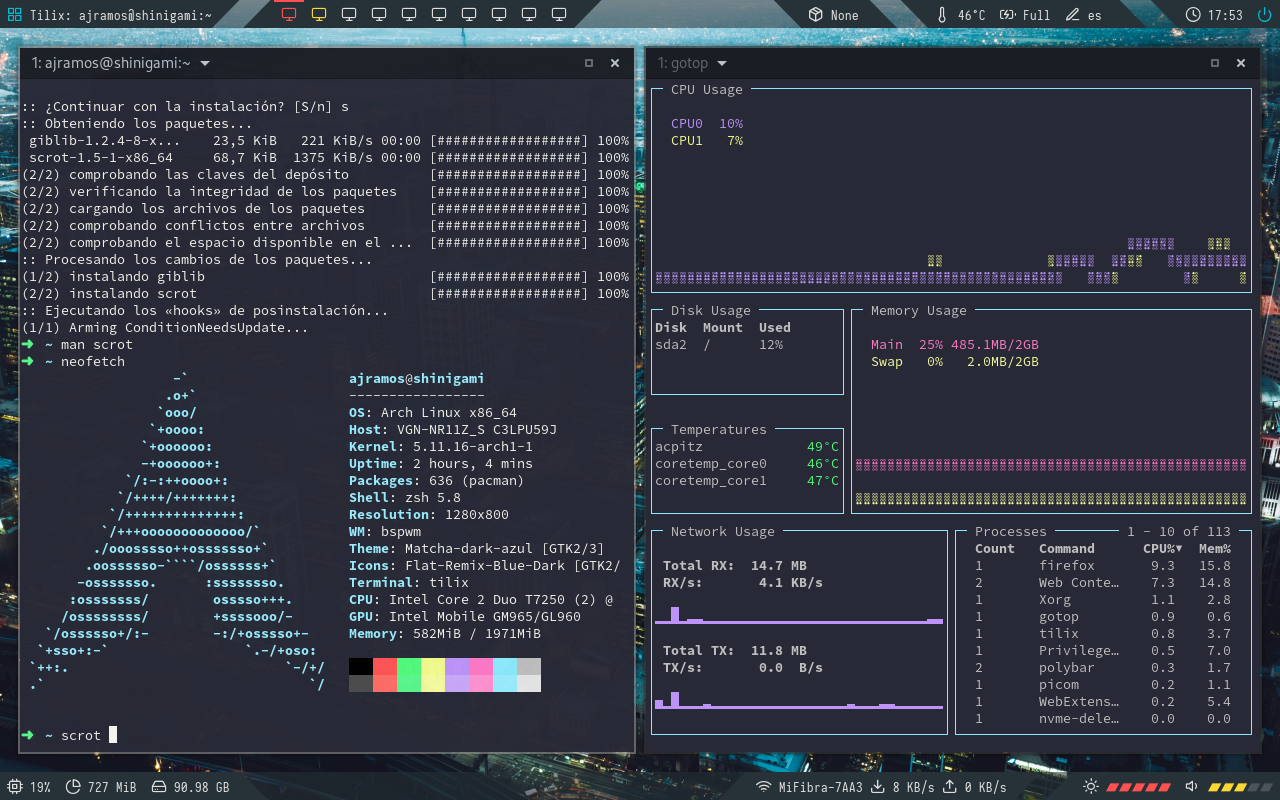 Tilix: ajramos@shinigami:~ None 46°C Full es 17:53
1: ajramos@shinigami:~
:: ¿Continuar con la instalación? [S/n] s
:: Obteniendo los paquetes...
giblib-1.2.4-8-x... 23,5 KiB 221 KiB/s 00:00 [##################] 100%
scrot-1.5-1-x86_64 68,7 KiB 1375 KiB/s 00:00 [##################] 100%
(2/2) comprobando las claves del depósito [##################] 100%
(2/2) verificando la integridad de los paquetes [##################] 100%
(2/2) cargando los archivos de los paquetes [##################] 100%
(2/2) comprobando conflictos entre archivos [##################] 100%
(2/2) comprobando el espacio disponible en el ... [##################] 100%
:: Procesando los cambios de los paquetes...
(1/2) instalando giblib [##################] 100%
(2/2) instalando scrot [##################] 100%
:: Ejecutando los «hooks» de posinstalación...
(1/1) Arming ConditionNeedsUpdate...
➜ ~ man scrot
➜ ~ neofetch
ajramos@shinigami
-----------------
OS: Arch Linux x86_64
Host: VGN-NR11Z_S C3LPU59J
Kernel: 5.11.16-arch1-1
Uptime: 2 hours, 4 mins
Packages: 636 (pacman)
Shell: zsh 5.8
Resolution: 1280x800
WM: bspwm
Theme: Matcha-dark-azul [GTK2/3]
Icons: Flat-Remix-Blue-Dark [GTK2/
Terminal: tilix
CPU: Intel Core 2 Duo T7250 (2) @
GPU: Intel Mobile GM965/GL960
Memory: 582MiB / 1971MiB
➜ ~ scrot
1: gotop
CPU Usage
CPU0 10%
CPU1 7%
Disk Usage
Disk Mount Used
sda2 / 12%
Memory Usage
Main 25% 485.1MB/2GB
Swap 0% 2.0MB/2GB
Temperatures
acpitz 49°C
coretemp_core0 46°C
coretemp_core1 47°C
Network Usage
Total RX: 14.7 MB
RX/s: 4.1 KB/s
Total TX: 11.8 MB
TX/s: 0.0 B/s
Processes 1 - 10 of 113
Count Command CPU%▼ Mem%
1 firefox 9.3 15.8
2 Web Conte… 7.3 14.8
1 Xorg 1.1 2.8
1 gotop 0.9 0.6
1 tilix 0.8 3.7
1 Privilege… 0.5 7.0
2 polybar 0.3 1.7
1 picom 0.2 1.1
1 WebExtens… 0.2 5.4
1 nvme-dele… 0.0 0.0
19% 727 MiB 90.98 GB MiFibra-7AA3 8 KB/s 0 KB/s